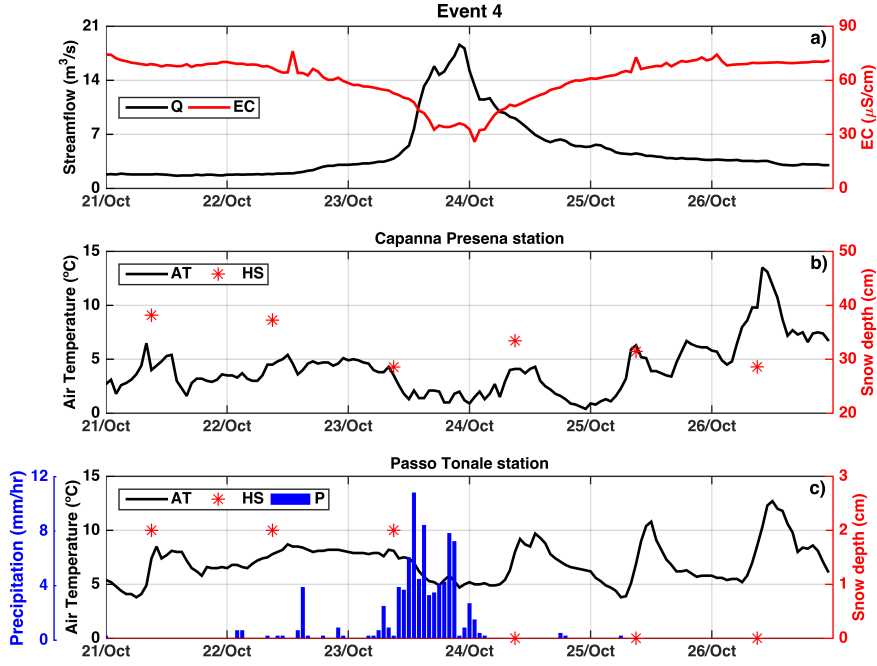 Event 4
a)
Streamflow (m³/s)
21
14
7
0
Q EC
90
60
30
0
EC (μS/cm)
21/Oct 22/Oct 23/Oct 24/Oct 25/Oct 26/Oct
Capanna Presena station
b)
Air Temperature (°C)
15
10
5
0
AT HS
50
40
30
20
Snow depth (cm)
21/Oct 22/Oct 23/Oct 24/Oct 25/Oct 26/Oct
Passo Tonale station
c)
Precipitation (mm/hr)
12
8
4
0
Air Temperature (°C)
15
10
5
0
AT HS P
3
2
1
0
Snow depth (cm)
21/Oct 22/Oct 23/Oct 24/Oct 25/Oct 26/Oct